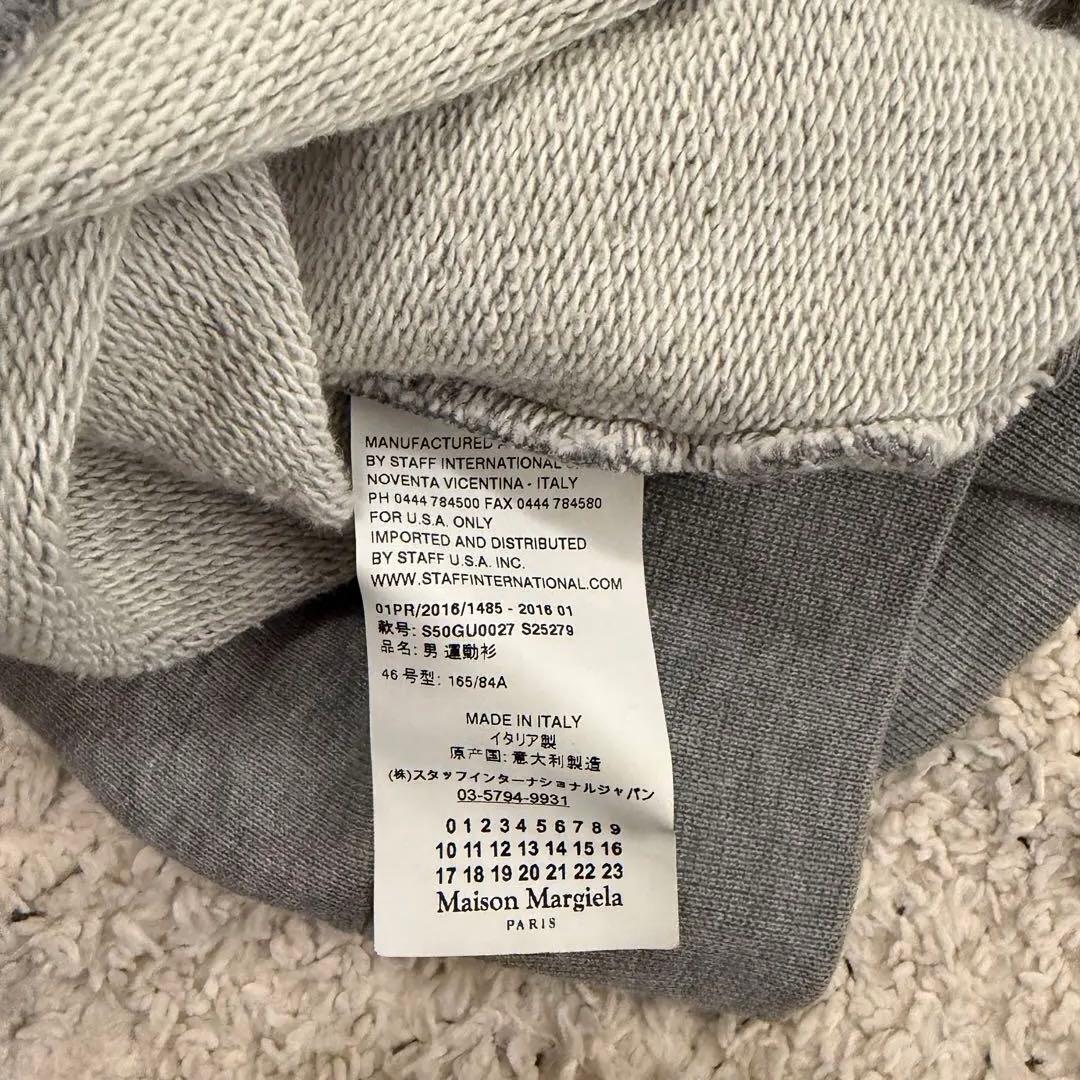 MANUFACTURED
BY STAFF INTERNATIONAL
NOVENTA VICENTINA - ITALY
PH 0444 784500 FAX 0444 784580
FOR U.S.A. ONLY
IMPORTED AND DISTRIBUTED
BY STAFF U.S.A. INC.
WWW.STAFFINTERNATIONAL.COM
01PR/2016/1485 - 2016 01
款号: S50GU0027 S25279
品名: 男 運動衫
46 号型: 165/84A
MADE IN ITALY
イタリア製
原产国: 意大利製造
(株)スタッフインターナショナルジャパン
03-5794-9931
0 1 2 3 4 5 6 7 8 9
10 11 12 13 14 15 16
17 18 19 20 21 22 23
Maison Margiela
PARIS